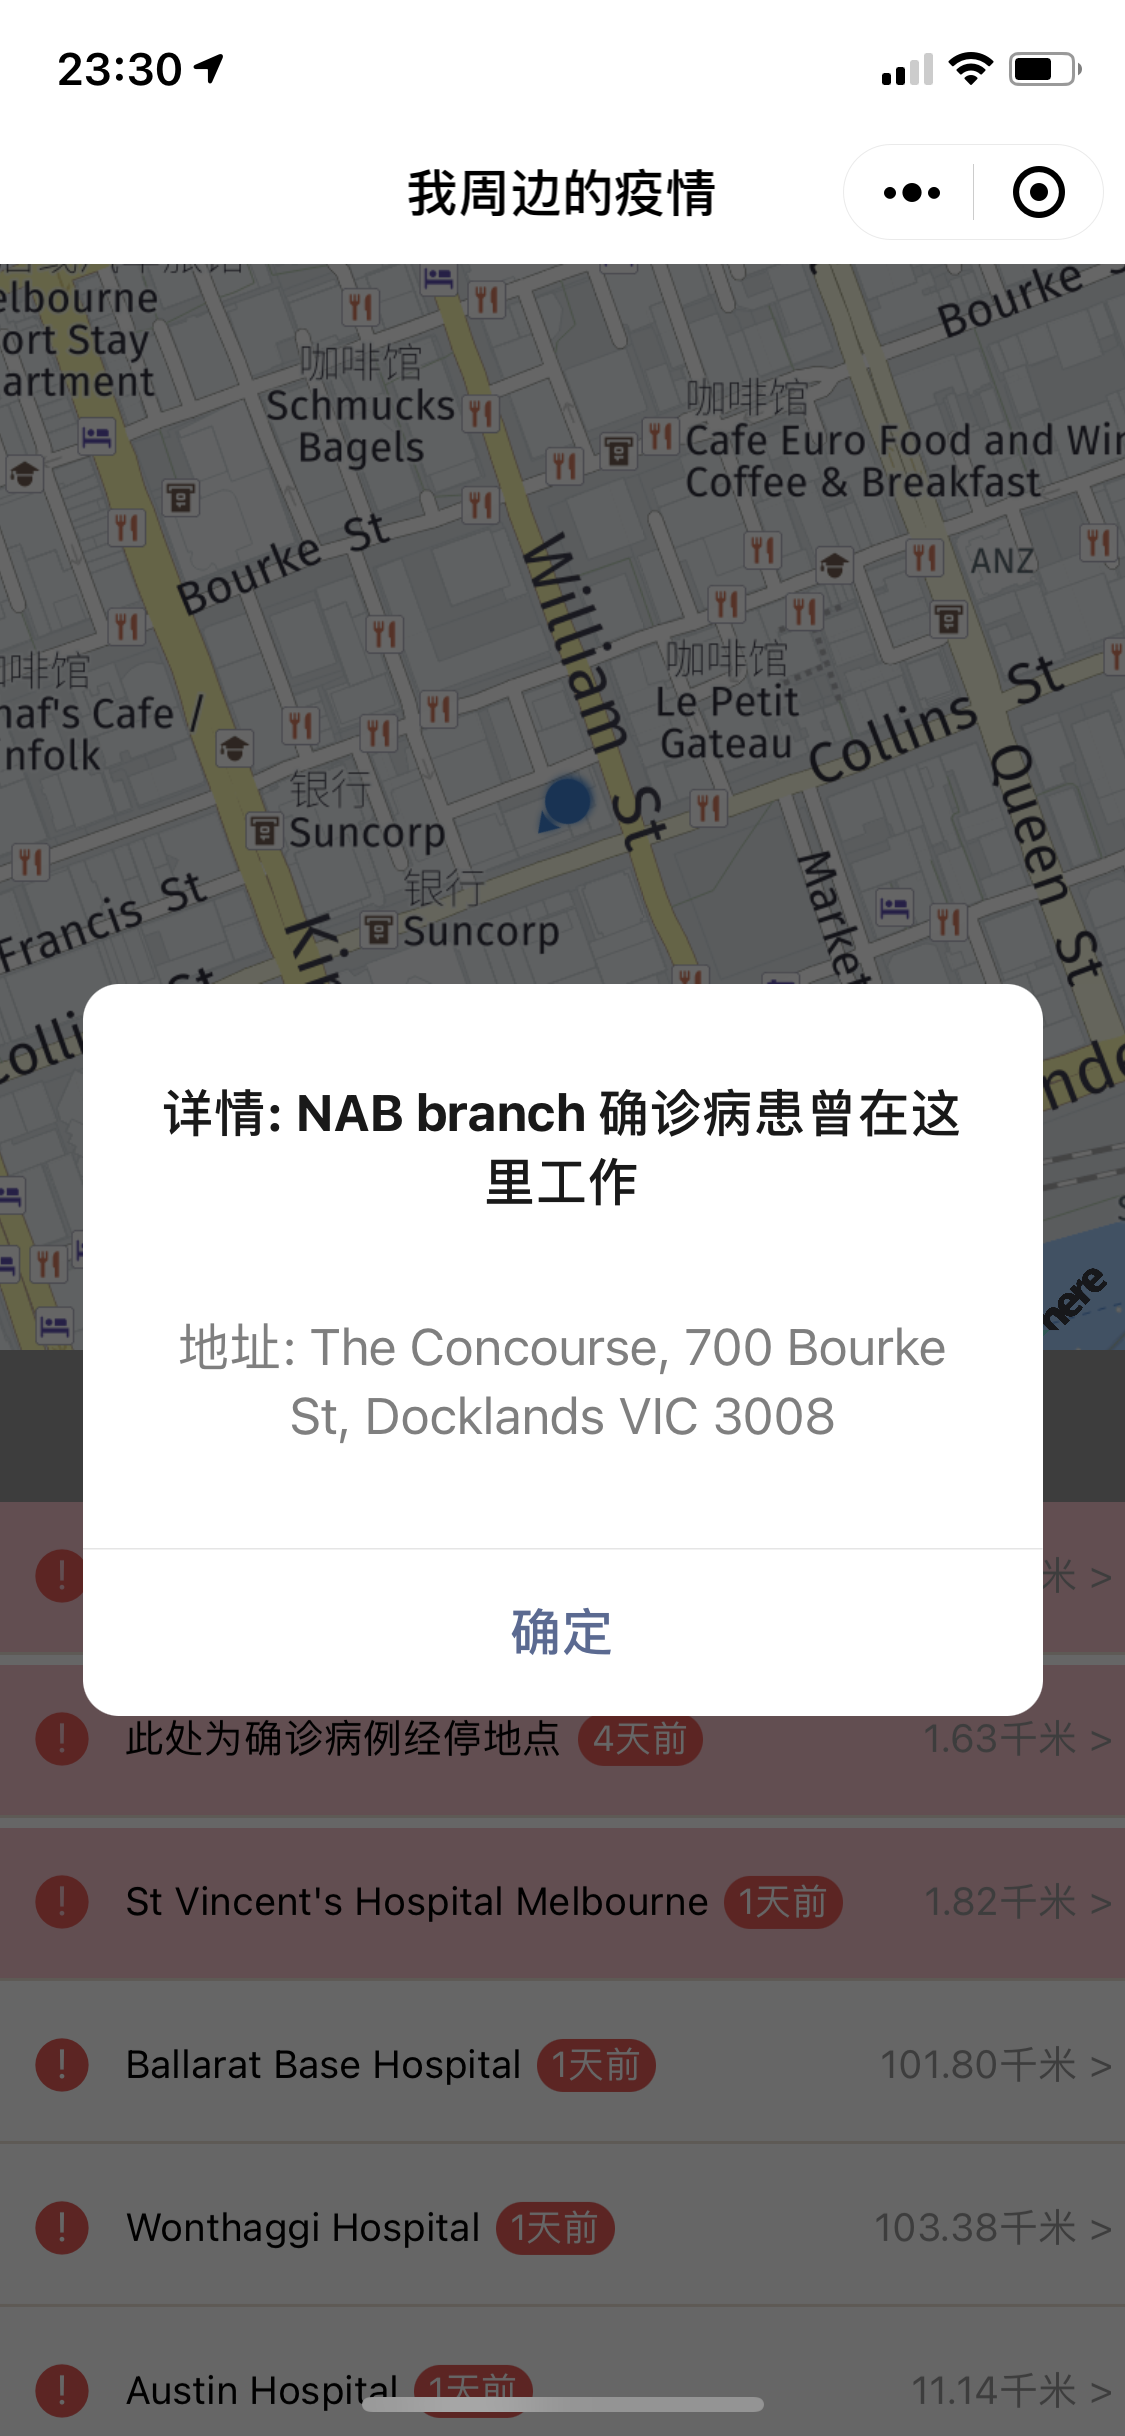 23:30
我周边的疫情
elbourne
Bourke
ort Stay
artment
咖啡馆
Schmucks
Bagels
咖啡馆
Cafe Euro Food and Win
Coffee & Breakfast
Bourke St
William St
ANZ
咖啡馆
Le Petit
Gateau
Collins St
Queen St
咖啡馆
naf's Cafe /
nfolk
银行
Suncorp
银行
Suncorp
Francis St
Market
St
Colli
here
详情: NAB branch 确诊病患曾在这
里工作
地址: The Concourse, 700 Bourke
St, Docklands VIC 3008
确定
米 >
此处为确诊病例经停地点 4天前 1.63千米 >
St Vincent's Hospital Melbourne 1天前 1.82千米 >
Ballarat Base Hospital 1天前 101.80千米 >
Wonthaggi Hospital 1天前 103.38千米 >
Austin Hospital 1天前 11.14千米 >